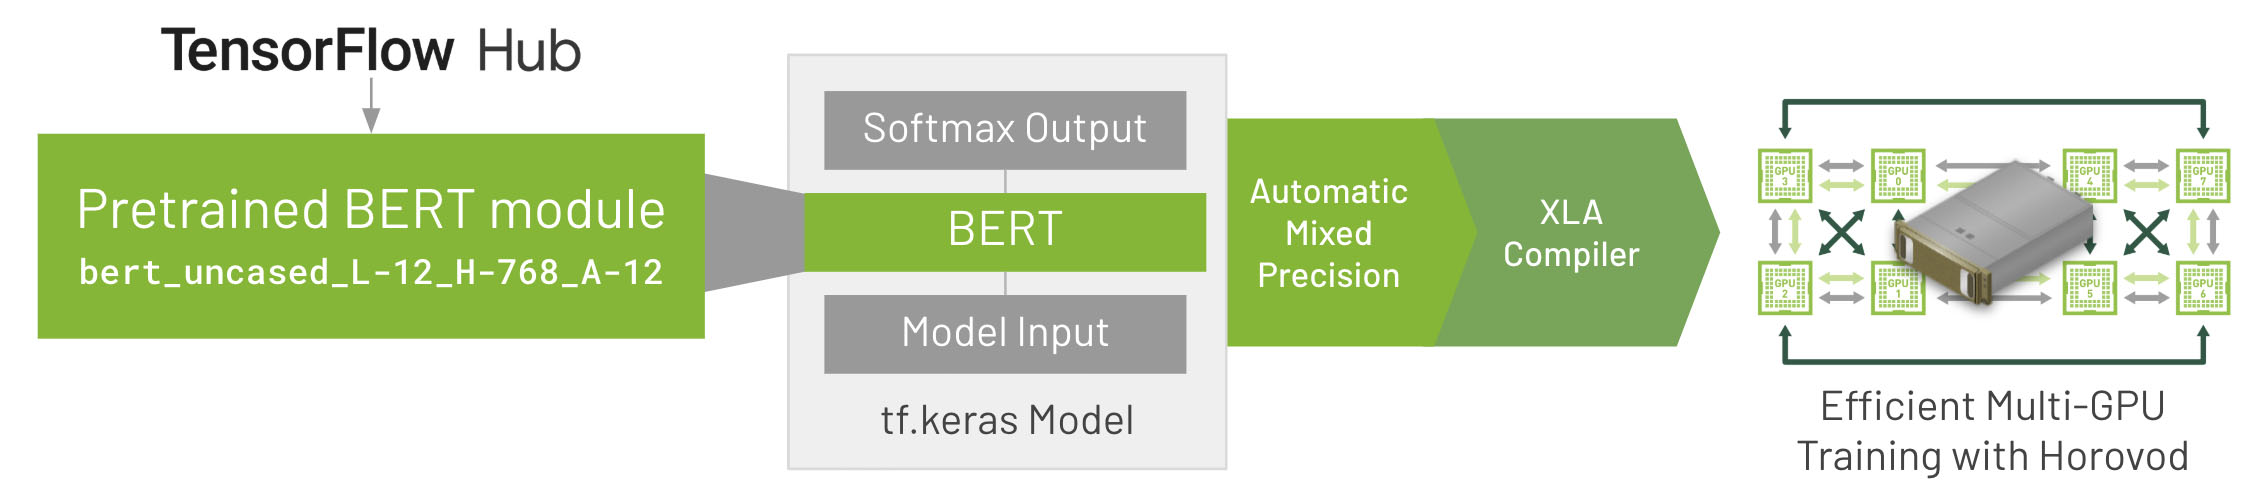 TensorFlow Hub
Pretrained BERT module
bert_uncased_L-12_H-768_A-12
Softmax Output
BERT
Model Input
tf.keras Model
Automatic
Mixed
Precision
XLA
Compiler
GPU
3
GPU
0
GPU
4
GPU
7
GPU
2
GPU
1
GPU
5
GPU
6
Efficient Multi-GPU
Training with Horovod